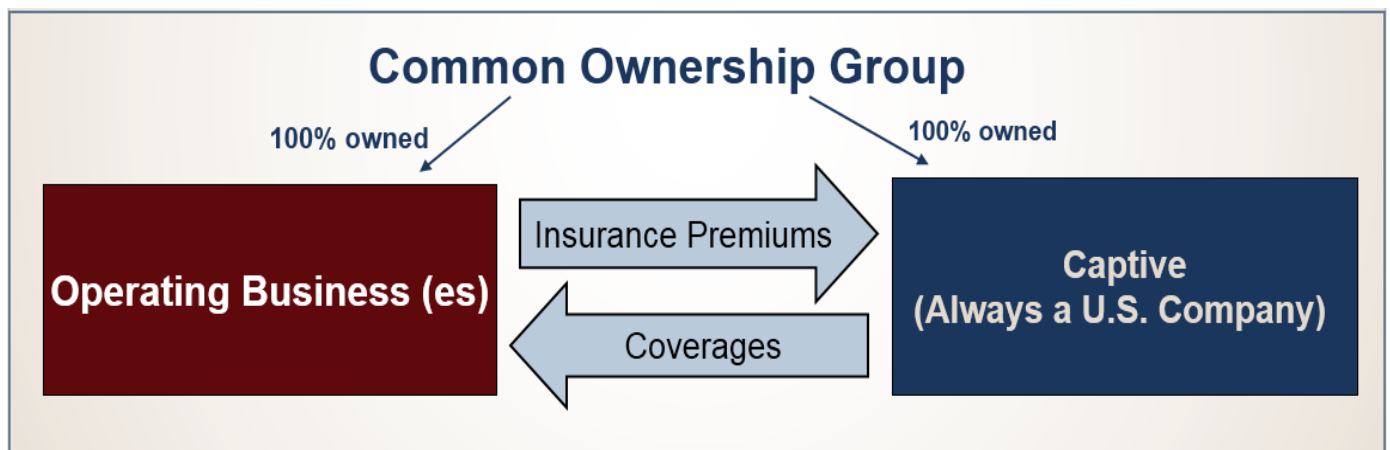 Common Ownership Group
100% owned
100% owned
Insurance Premiums
Operating Business (es)
Captive
(Always a U.S. Company)
Coverages